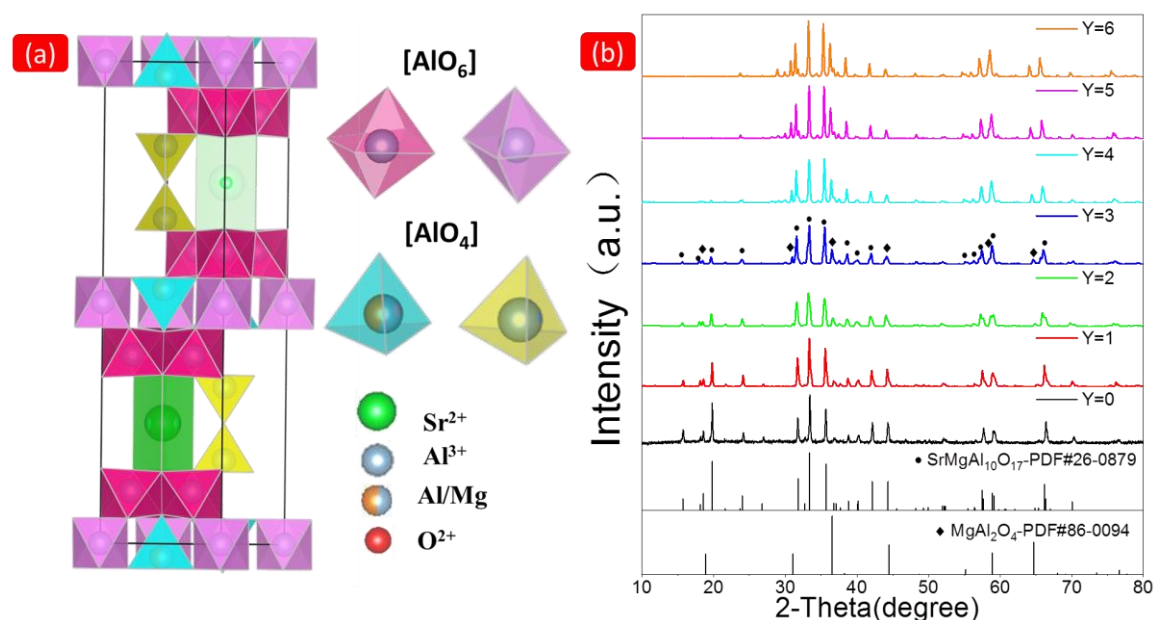 (a)
[AlO₆]
[AlO₄]
Sr²⁺
Al³⁺
Al/Mg
O²⁺
(b)
Intensity (a.u.)
Y=6
Y=5
Y=4
Y=3
Y=2
Y=1
Y=0
● SrMgAl₁₀O₁₇-PDF#26-0879
◆ MgAl₂O₄-PDF#86-0094
10 20 30 40 50 60 70 80
2-Theta(degree)